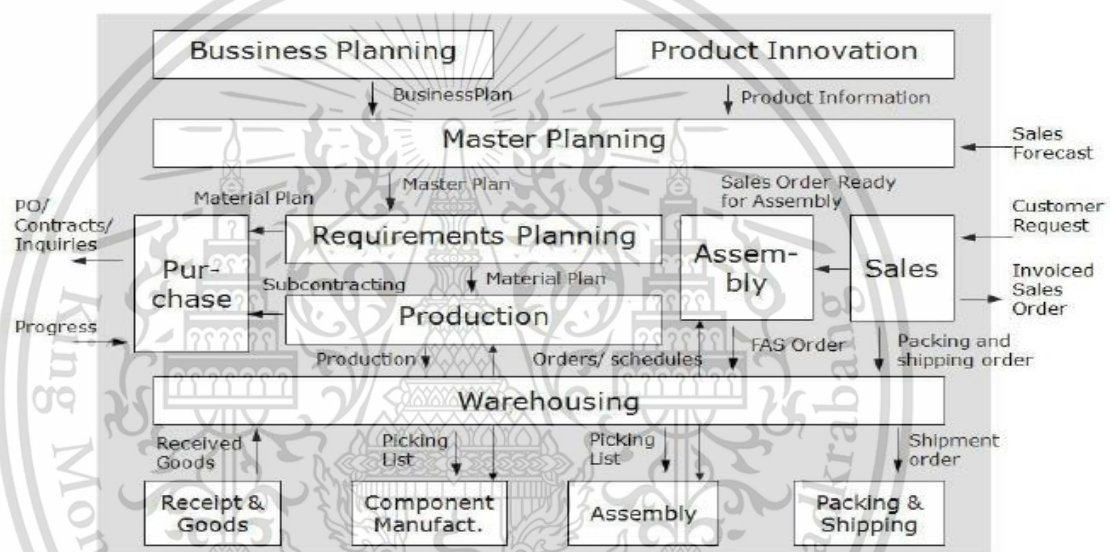 Bussiness Planning
Product Innovation
BusinessPlan
Product Information
Master Planning
Sales
Forecast
Master Plan
Material Plan
Sales Order Ready
for Assembly
PO/
Contracts/
Inquiries
Customer
Request
Pur-
chase
Requirements Planning
Assem-
bly
Sales
Invoiced
Sales
Order
Subcontracting
Material Plan
Production
Progress
Production
Orders/ schedules
FAS Order
Packing and
shipping order
Warehousing
Received
Goods
Picking
List
Picking
List
Shipment
order
Receipt &
Goods
Component
Manufact.
Assembly
Packing &
Shipping
King Mon
dkrabang